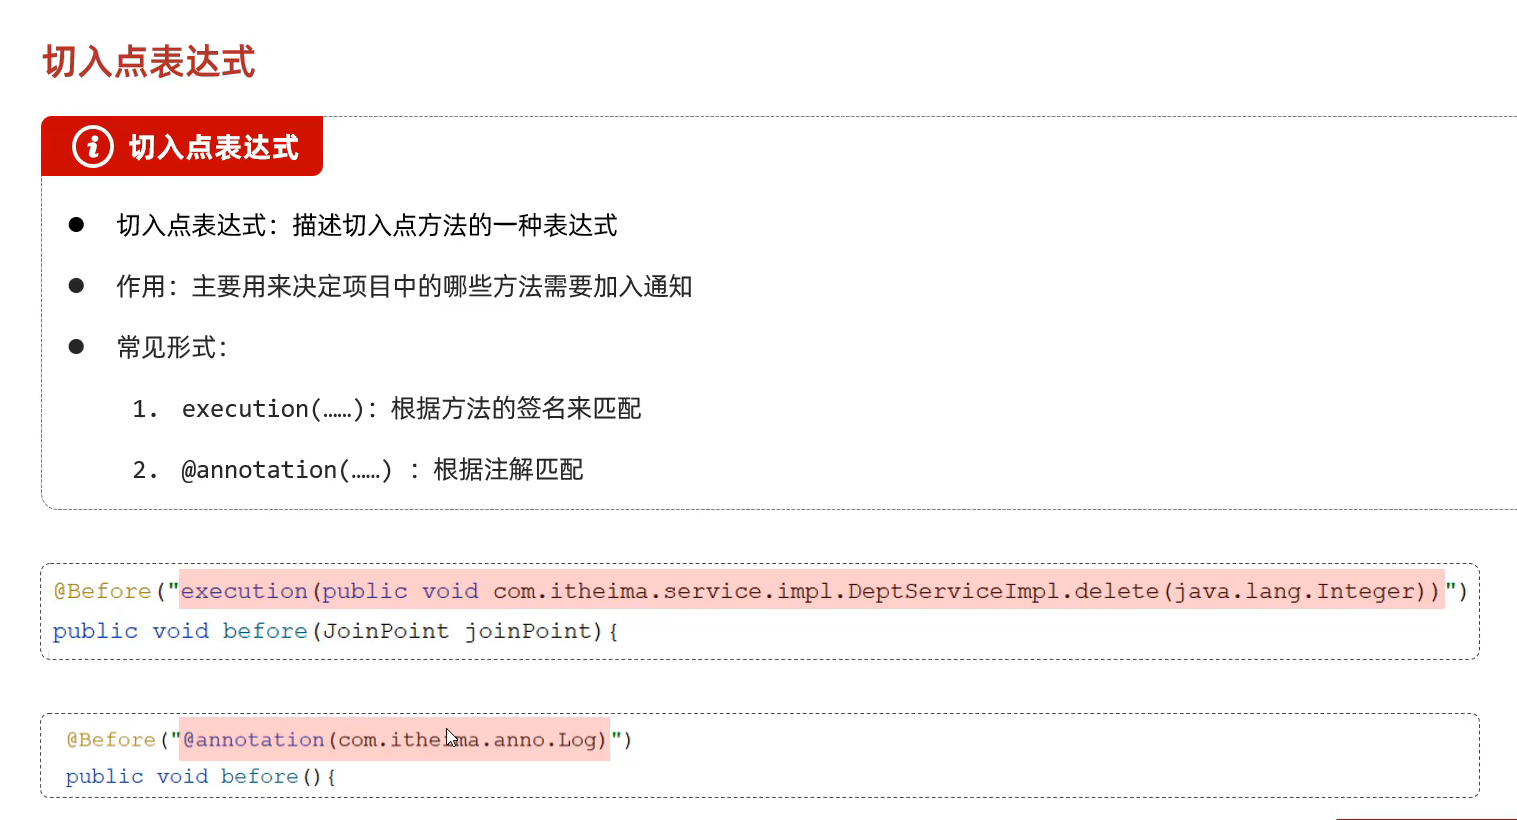 切入点表达式
切入点表达式
切入点表达式：描述切入点方法的一种表达式
作用：主要用来决定项目中的哪些方法需要加入通知
常见形式：
1. execution(……)：根据方法的签名来匹配
2. @annotation(……) ：根据注解匹配
@Before("execution(public void com.itheima.service.impl.DeptServiceImpl.delete(java.lang.Integer))")
public void before(JoinPoint joinPoint){
@Before("@annotation(com.itheima.anno.Log)")
public void before(){